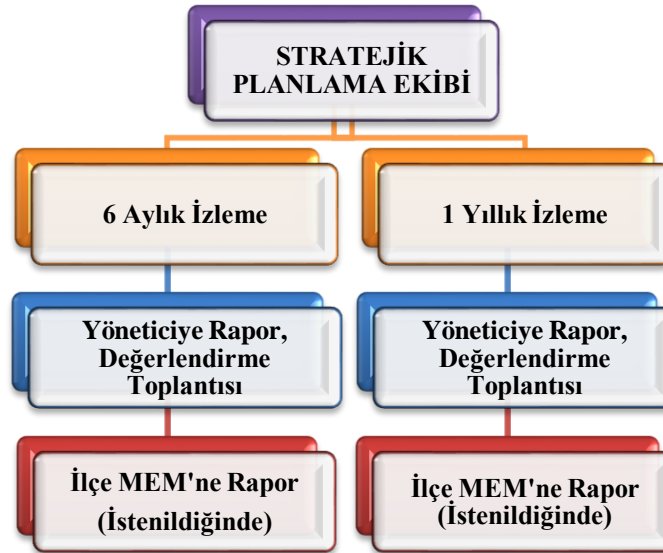 STRATEJİK
PLANLAMA EKİBİ
6 Aylık İzleme
1 Yıllık İzleme
Yöneticiye Rapor,
Değerlendirme
Toplantısı
Yöneticiye Rapor,
Değerlendirme
Toplantısı
İlçe MEM'ne Rapor
(İstenildiğinde)
İlçe MEM'ne Rapor
(İstenildiğinde)